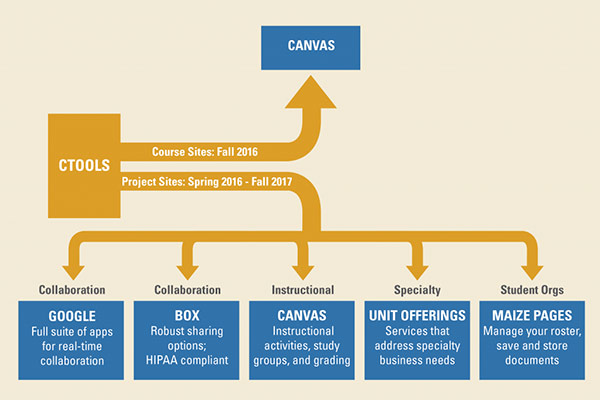 CANVAS
CTOOLS
Course Sites: Fall 2016
Project Sites: Spring 2016 - Fall 2017
Collaboration
GOOGLE
Full suite of apps
for real-time
collaboration
Collaboration
BOX
Robust sharing
options;
HIPAA compliant
Instructional
CANVAS
Instructional
activities, study
groups, and grading
Specialty
UNIT OFFERINGS
Services that
address specialty
business needs
Student Orgs
MAIZE PAGES
Manage your roster,
save and store
documents